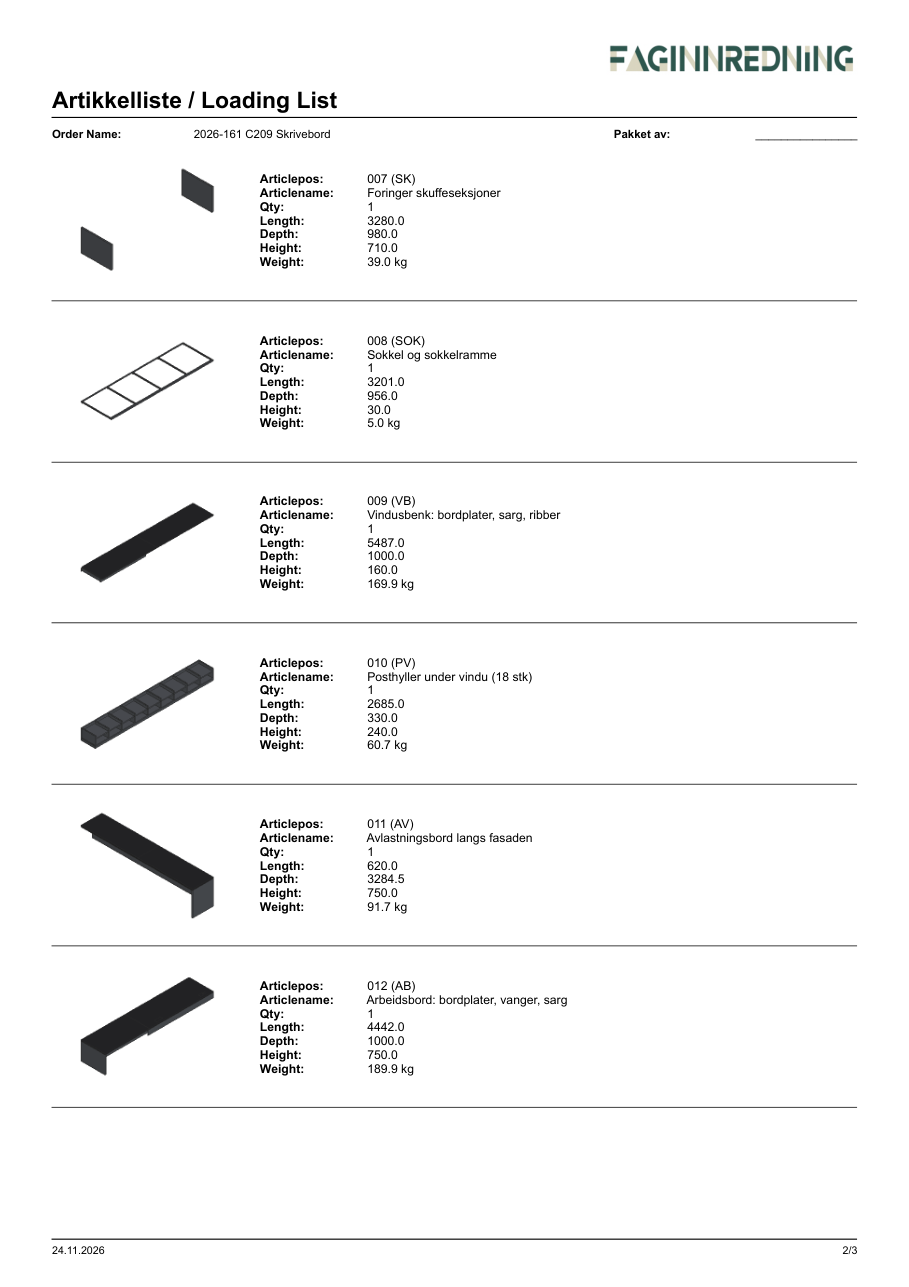 FAGINNREDNING
Artikkelliste / Loading List
Order Name: 2026-161 C209 Skrivebord Pakket av: ________________
Articlepos: 007 (SK)
Articlename: Foringer skuffeseksjoner
Qty: 1
Length: 3280.0
Depth: 980.0
Height: 710.0
Weight: 39.0 kg
Articlepos: 008 (SOK)
Articlename: Sokkel og sokkelramme
Qty: 1
Length: 3201.0
Depth: 956.0
Height: 30.0
Weight: 5.0 kg
Articlepos: 009 (VB)
Articlename: Vindusbenk: bordplater, sarg, ribber
Qty: 1
Length: 5487.0
Depth: 1000.0
Height: 160.0
Weight: 169.9 kg
Articlepos: 010 (PV)
Articlename: Posthyller under vindu (18 stk)
Qty: 1
Length: 2685.0
Depth: 330.0
Height: 240.0
Weight: 60.7 kg
Articlepos: 011 (AV)
Articlename: Avlastningsbord langs fasaden
Qty: 1
Length: 620.0
Depth: 3284.5
Height: 750.0
Weight: 91.7 kg
Articlepos: 012 (AB)
Articlename: Arbeidsbord: bordplater, vanger, sarg
Qty: 1
Length: 4442.0
Depth: 1000.0
Height: 750.0
Weight: 189.9 kg
24.11.2026 2/3